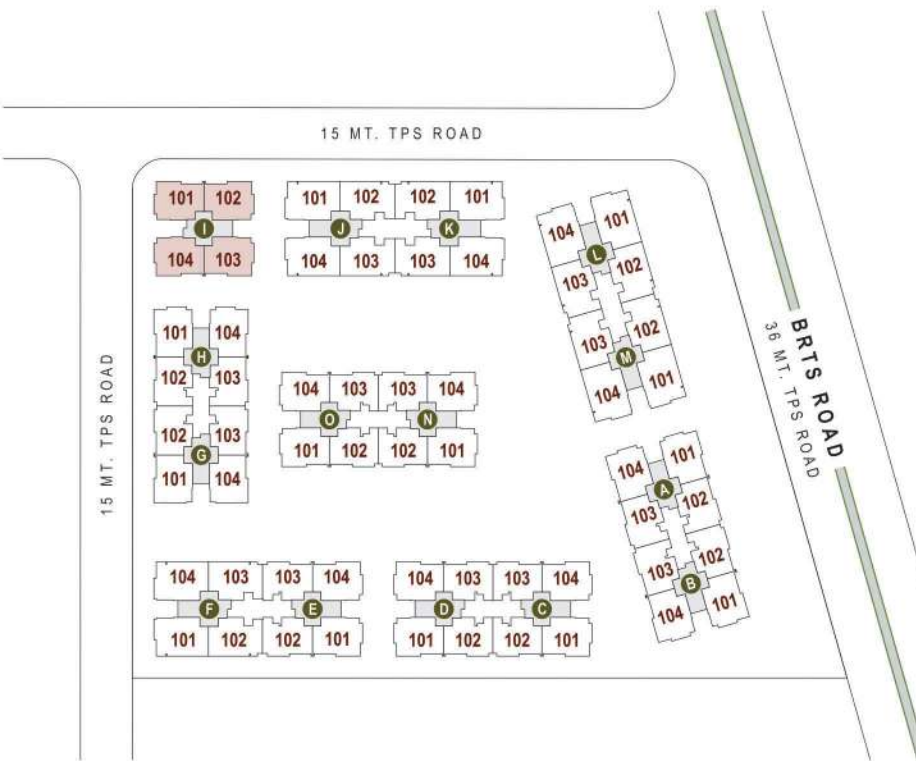 15 MT. TPS ROAD
101 102
I
104 103
101 102 102 101
J K
104 103 103 104
104 101
L
103 102
103 102
M
104 101
101 104
H
102 103
102 103
G
101 104
104 103 103 104
O N
101 102 102 101
15 MT. TPS ROAD
BRTS ROAD
36 MT. TPS ROAD
104 101
A
103 102
103 102
B
104 101
104 103 103 104
F E
101 102 102 101
104 103 103 104
D C
101 102 102 101